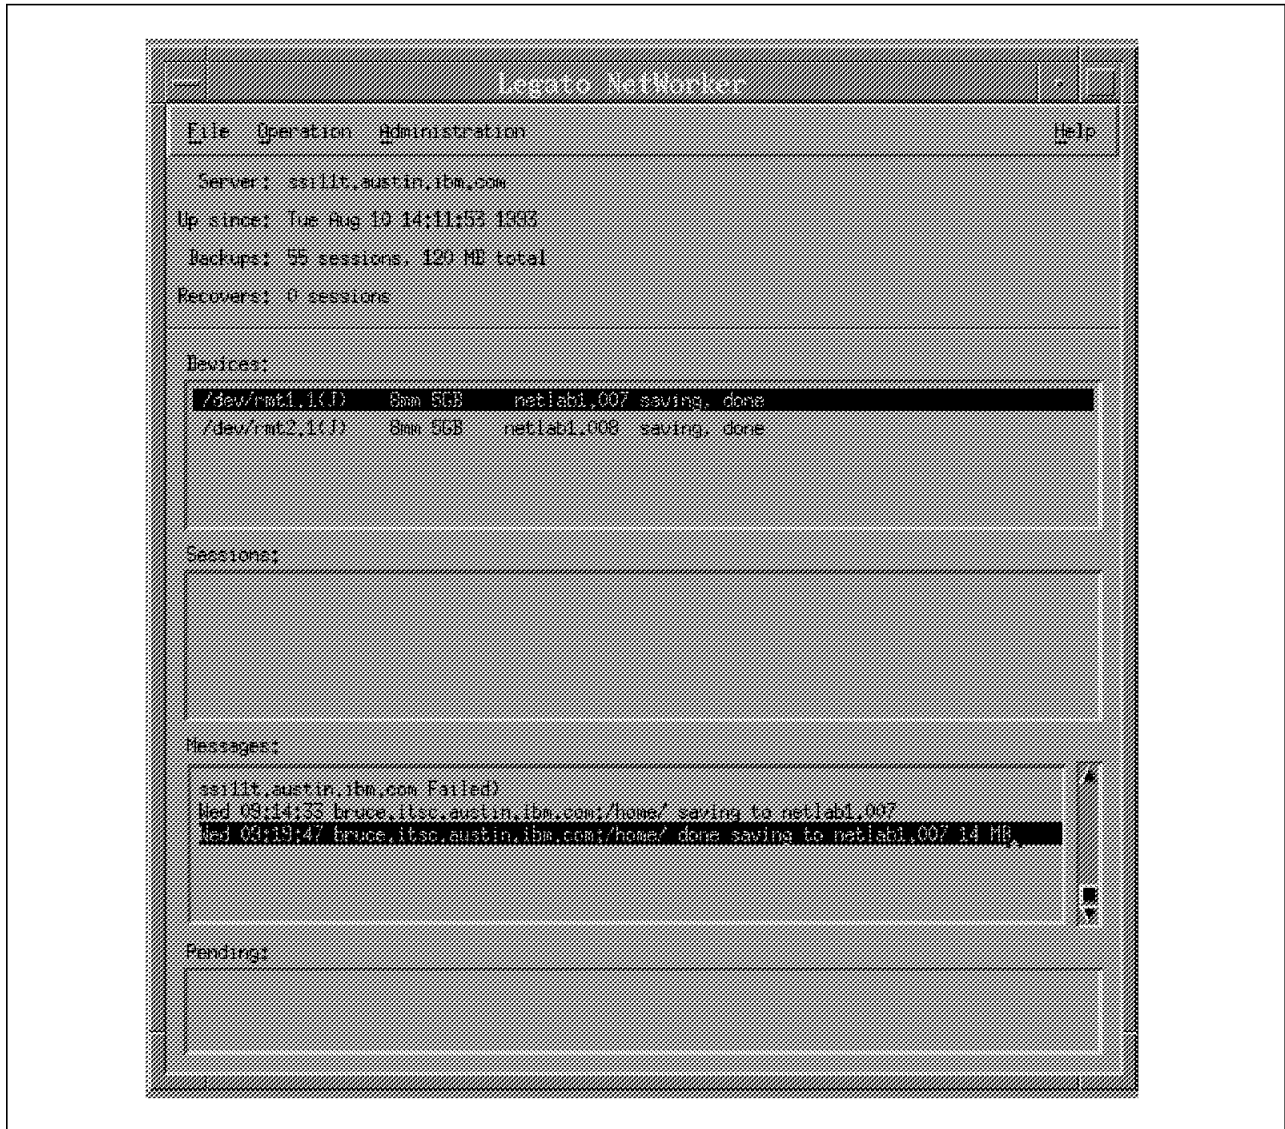 Legato NetWorker
File Operation Administration Help
Server: ssi11t.austin.ibm.com
Up since: Tue Aug 10 14:11:53 1993
Backups: 55 sessions, 120 MB total
Recovers: 0 sessions
Devices:
/dev/rmt1.1(J) 8mm 5GB netlab1.007 saving, done
/dev/rmt2.1(J) 8mm 5GB netlab1.008 saving, done
Sessions:
Messages:
ssi11t.austin.ibm.com Failed)
Wed 09:14:33 bruce.itsc.austin.ibm.com:/home/ saving to netlab1.007
Wed 09:19:47 bruce.itsc.austin.ibm.com:/home/ done saving to netlab1.007 14 MB
Pending: